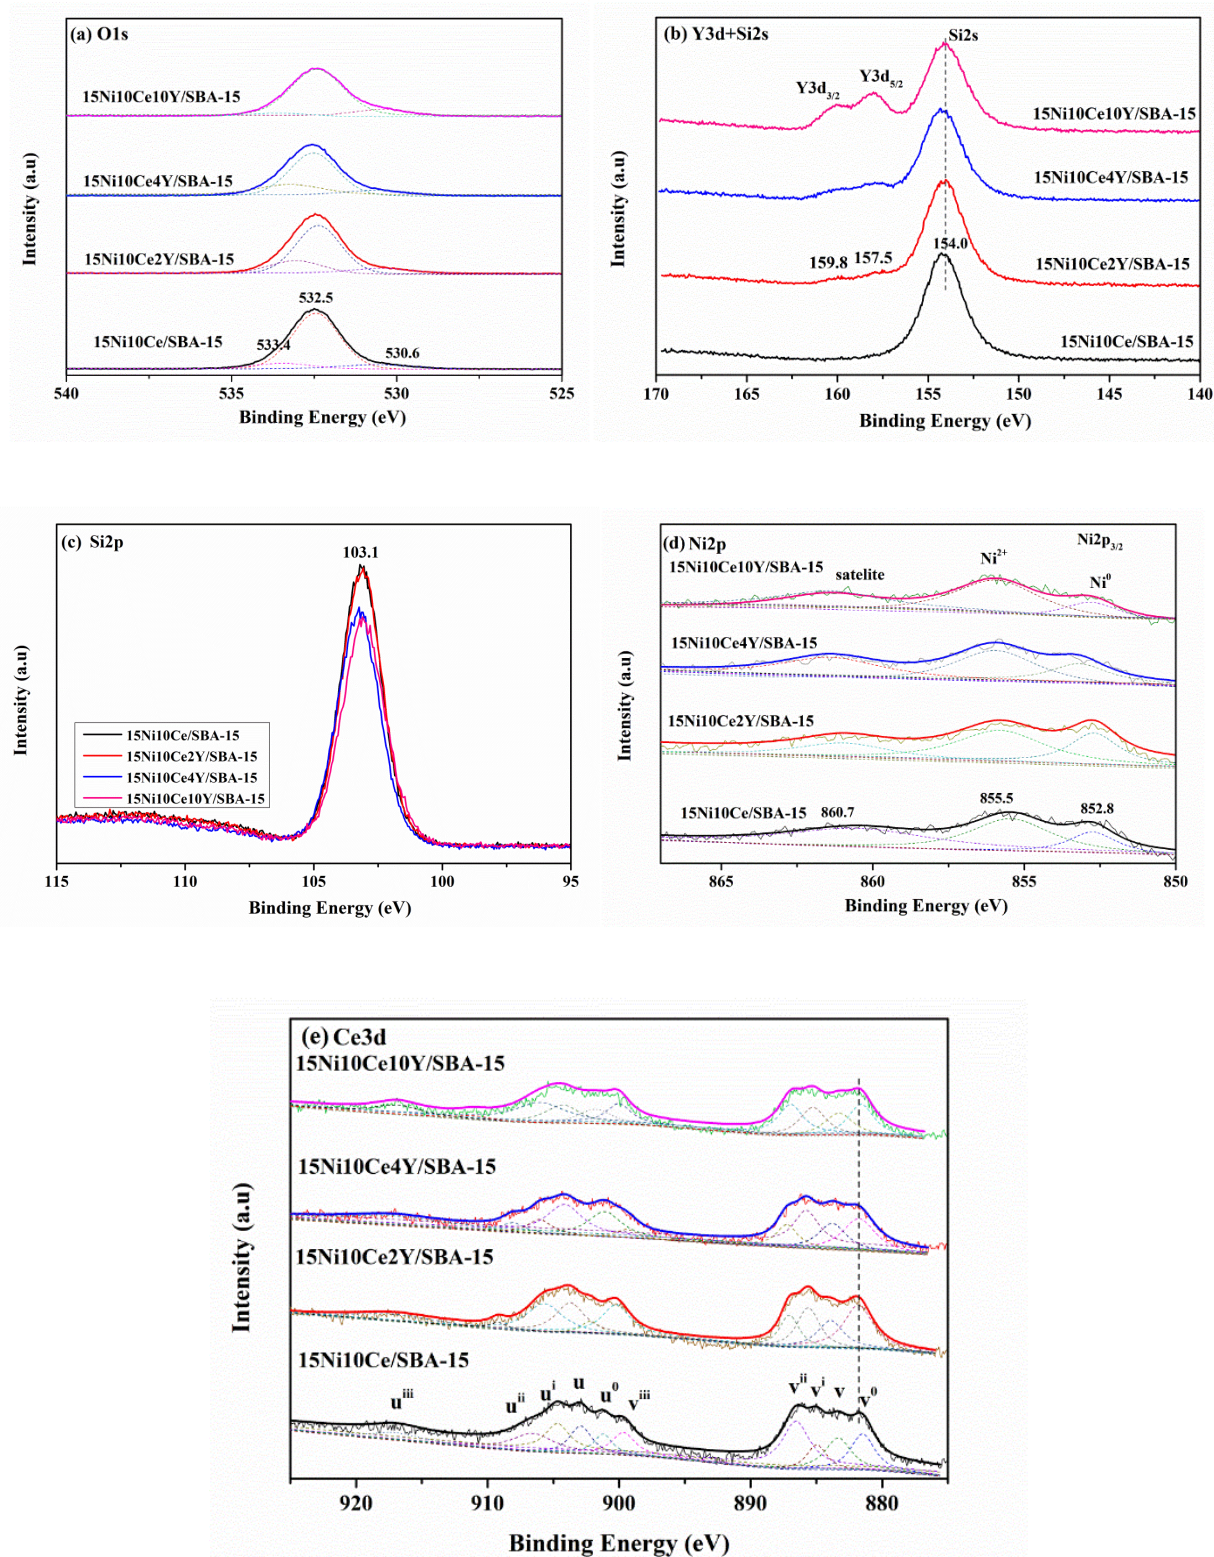 (a) O1s
15Ni10Ce10Y/SBA-15
15Ni10Ce4Y/SBA-15
15Ni10Ce2Y/SBA-15
532.5
15Ni10Ce/SBA-15
533.4
530.6
540 535 530 525
Binding Energy (eV)
Intensity (a.u)
(b) Y3d+Si2s
Si2s
Y3d5/2
Y3d3/2
15Ni10Ce10Y/SBA-15
15Ni10Ce4Y/SBA-15
159.8 157.5 154.0
15Ni10Ce2Y/SBA-15
15Ni10Ce/SBA-15
170 165 160 155 150 145 140
Binding Energy (eV)
Intensity (a.u)
(c) Si2p
103.1
15Ni10Ce/SBA-15
15Ni10Ce2Y/SBA-15
15Ni10Ce4Y/SBA-15
15Ni10Ce10Y/SBA-15
115 110 105 100 95
Binding Energy (eV)
Intensity (a.u)
(d) Ni2p
Ni2p3/2
15Ni10Ce10Y/SBA-15
satelite
Ni2+
Ni0
15Ni10Ce4Y/SBA-15
15Ni10Ce2Y/SBA-15
15Ni10Ce/SBA-15
860.7
855.5
852.8
865 860 855 850
Binding Energy (eV)
Intensity (a.u)
(e) Ce3d
15Ni10Ce10Y/SBA-15
15Ni10Ce4Y/SBA-15
15Ni10Ce2Y/SBA-15
15Ni10Ce/SBA-15
uiii uii ui u u0 viii vii vi v v0
920 910 900 890 880
Binding Energy (eV)
Intensity (a.u)